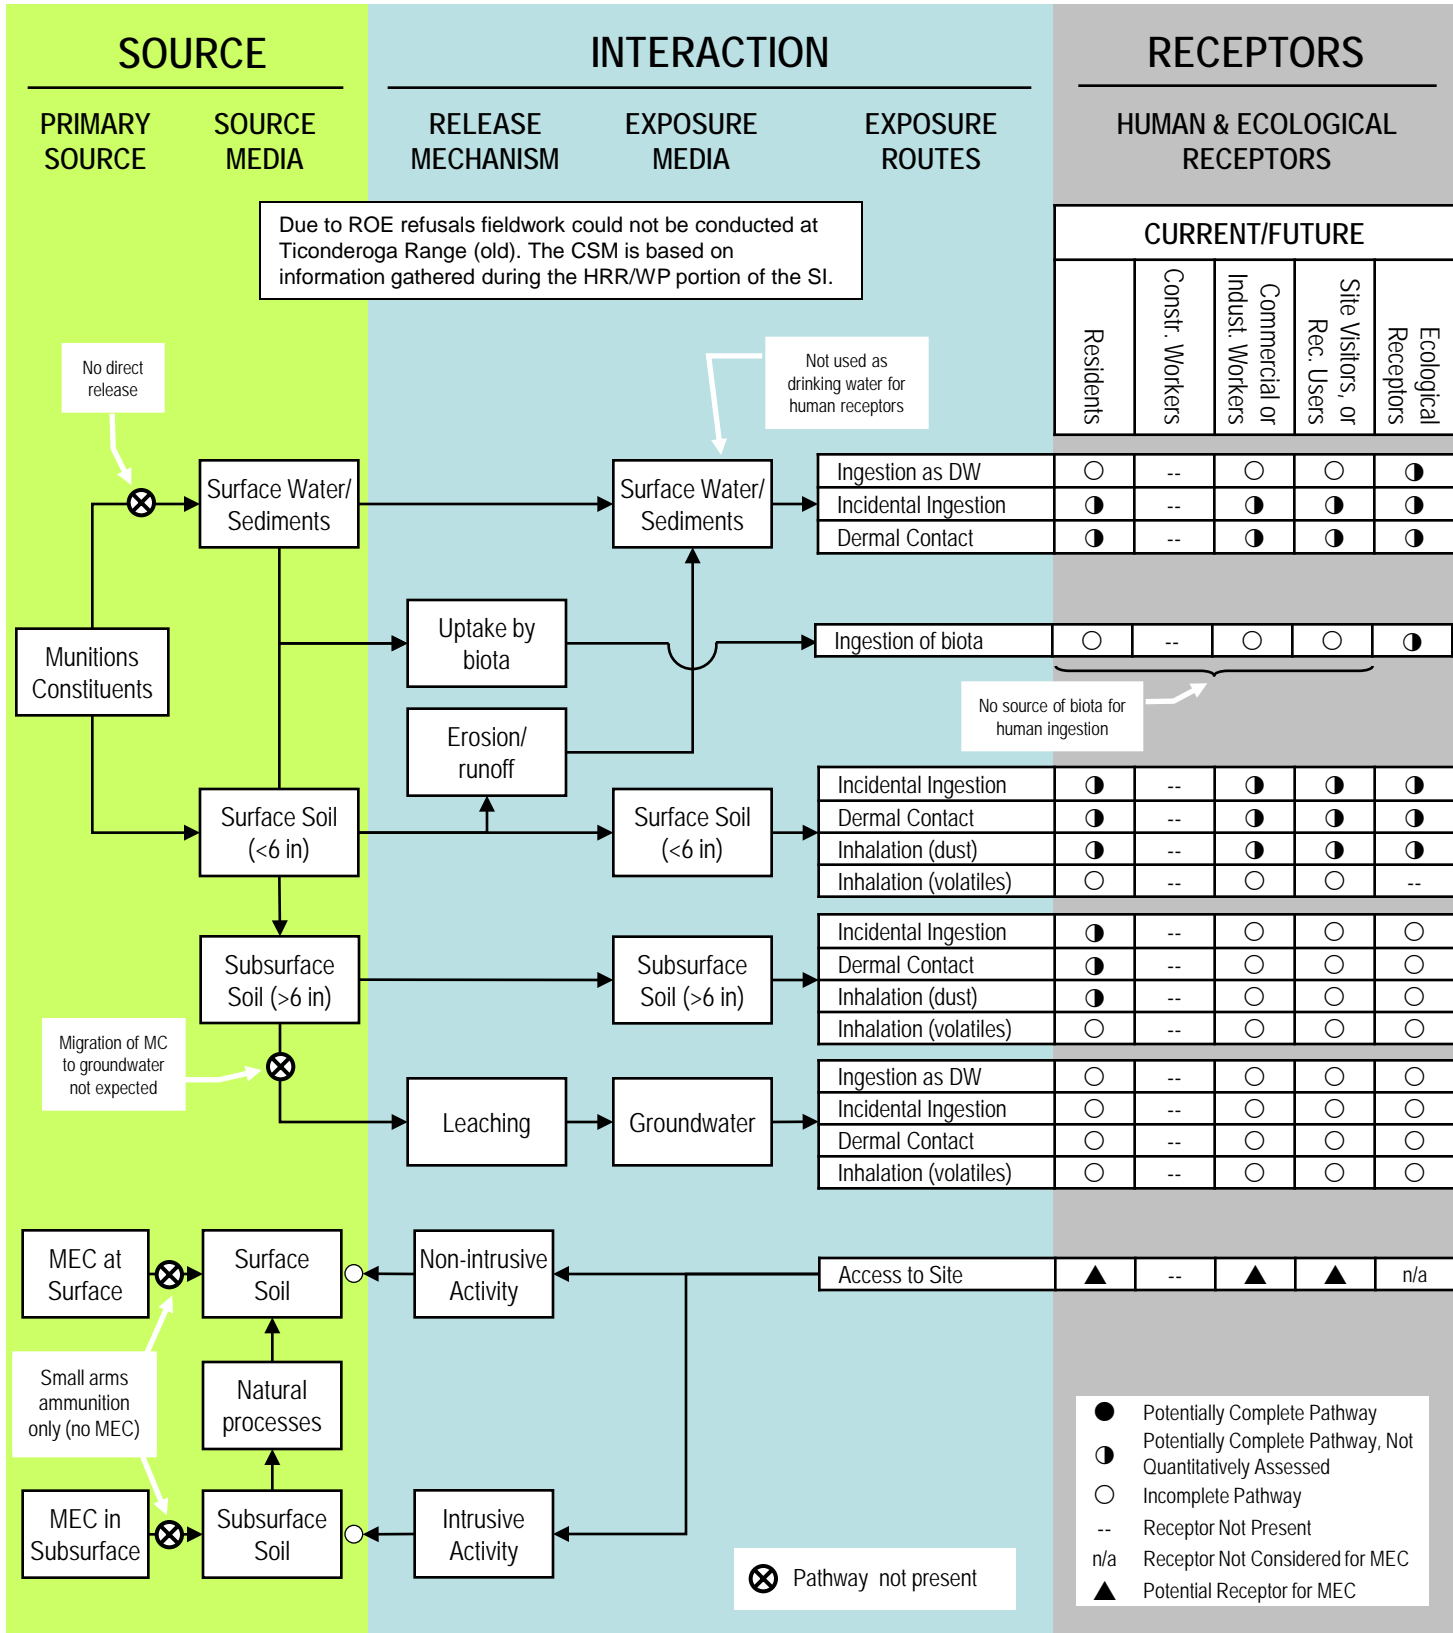 SOURCE
INTERACTION
RECEPTORS
PRIMARY
SOURCE
SOURCE
MEDIA
RELEASE
MECHANISM
EXPOSURE
MEDIA
EXPOSURE
ROUTES
HUMAN & ECOLOGICAL
RECEPTORS
Due to ROE refusals fieldwork could not be conducted at
Ticonderoga Range (old). The CSM is based on
information gathered during the HRR/WP portion of the SI.
CURRENT/FUTURE
Residents
Constr. Workers
Commercial or
Indust. Workers
Site Visitors, or
Rec. Users
Ecological
Receptors
No direct
release
Not used as
drinking water for
human receptors
Surface Water/
Sediments
Surface Water/
Sediments
Ingestion as DW --
Incidental Ingestion --
Dermal Contact --
Munitions
Constituents
Uptake by
biota
Ingestion of biota --
No source of biota for
human ingestion
Erosion/
runoff
Surface Soil
(<6 in)
Surface Soil
(<6 in)
Incidental Ingestion --
Dermal Contact --
Inhalation (dust) --
Inhalation (volatiles) -- --
Subsurface
Soil (>6 in)
Subsurface
Soil (>6 in)
Incidental Ingestion --
Dermal Contact --
Inhalation (dust) --
Inhalation (volatiles) --
Migration of MC
to groundwater
not expected
Leaching
Groundwater
Ingestion as DW --
Incidental Ingestion --
Dermal Contact --
Inhalation (volatiles) --
MEC at
Surface
Surface
Soil
Non-intrusive
Activity
Access to Site -- n/a
Small arms
ammunition
only (no MEC)
Natural
processes
MEC in
Subsurface
Subsurface
Soil
Intrusive
Activity
Pathway not present
Potentially Complete Pathway
Potentially Complete Pathway, Not
Quantitatively Assessed
Incomplete Pathway
-- Receptor Not Present
n/a Receptor Not Considered for MEC
Potential Receptor for MEC